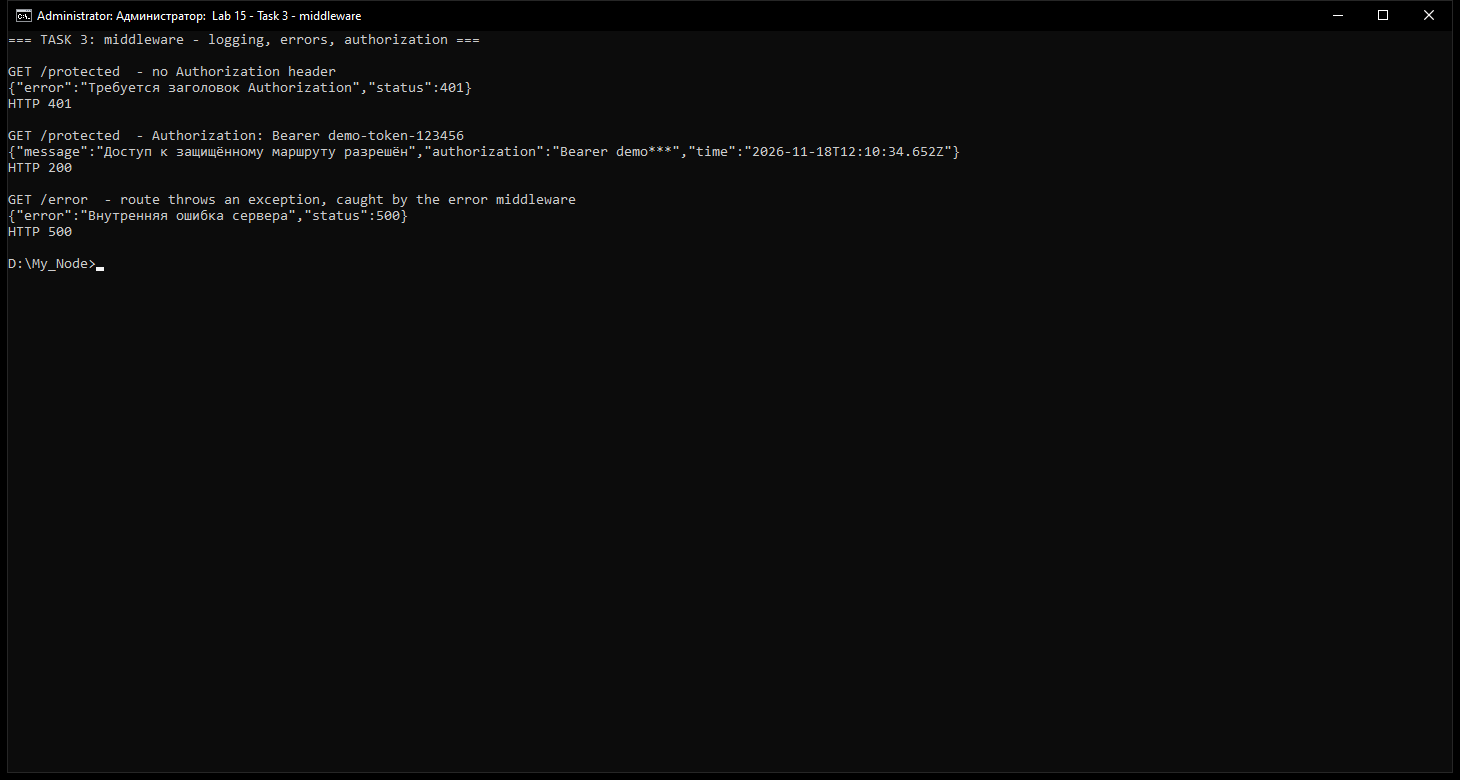 Administrator: Администратор: Lab 15 - Task 3 - middleware
=== TASK 3: middleware - logging, errors, authorization ===
GET /protected  - no Authorization header
{"error":"Требуется заголовок Authorization","status":401}
HTTP 401
GET /protected  - Authorization: Bearer demo-token-123456
{"message":"Доступ к защищённому маршруту разрешён","authorization":"Bearer demo***","time":"2026-11-18T12:10:34.652Z"}
HTTP 200
GET /error  - route throws an exception, caught by the error middleware
{"error":"Внутренняя ошибка сервера","status":500}
HTTP 500
D:\My_Node>